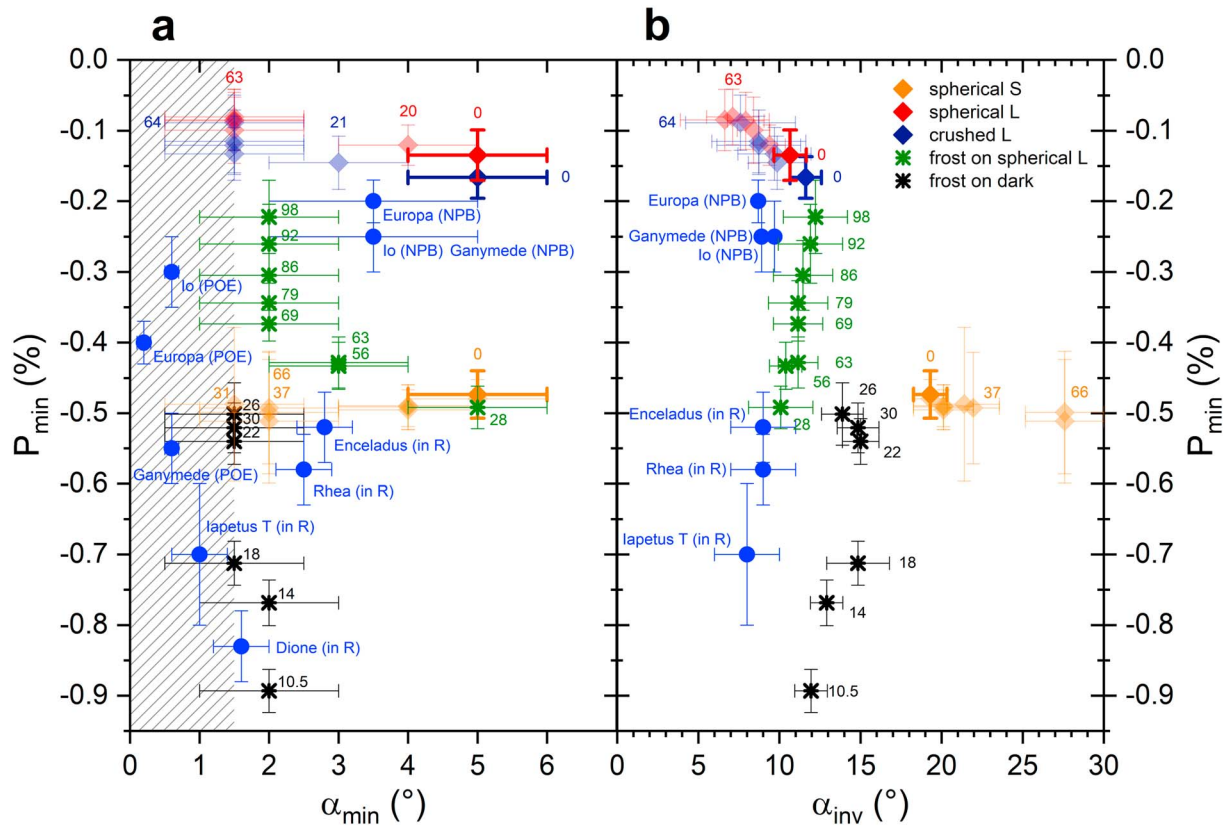 a
b
0.0
-0.1
-0.2
-0.3
-0.4
-0.5
-0.6
-0.7
-0.8
-0.9
P_min (%)
63
64
21
20
0
0
Europa (NPB)
Io (NPB) Ganymede (NPB)
98
92
86
79
69
63
56
Io (POE)
Europa (POE)
0
66
37
31
26
30
22
28
Enceladus (in R)
Ganymede (POE)
Rhea (in R)
Iapetus T (in R)
18
14
Dione (in R)
10.5
0 1 2 3 4 5 6
α_min (°)
63
64
0
0
spherical S
spherical L
crushed L
frost on spherical L
frost on dark
Europa (NPB)
Ganymede (NPB)
Io (NPB)
98
92
86
79
69
63
56
0
26
37
66
30
Enceladus (in R)
28
22
Rhea (in R)
Iapetus T (in R)
18
14
10.5
0 5 10 15 20 25 30
α_inv (°)
0.0
-0.1
-0.2
-0.3
-0.4
-0.5
-0.6
-0.7
-0.8
-0.9
P_min (%)